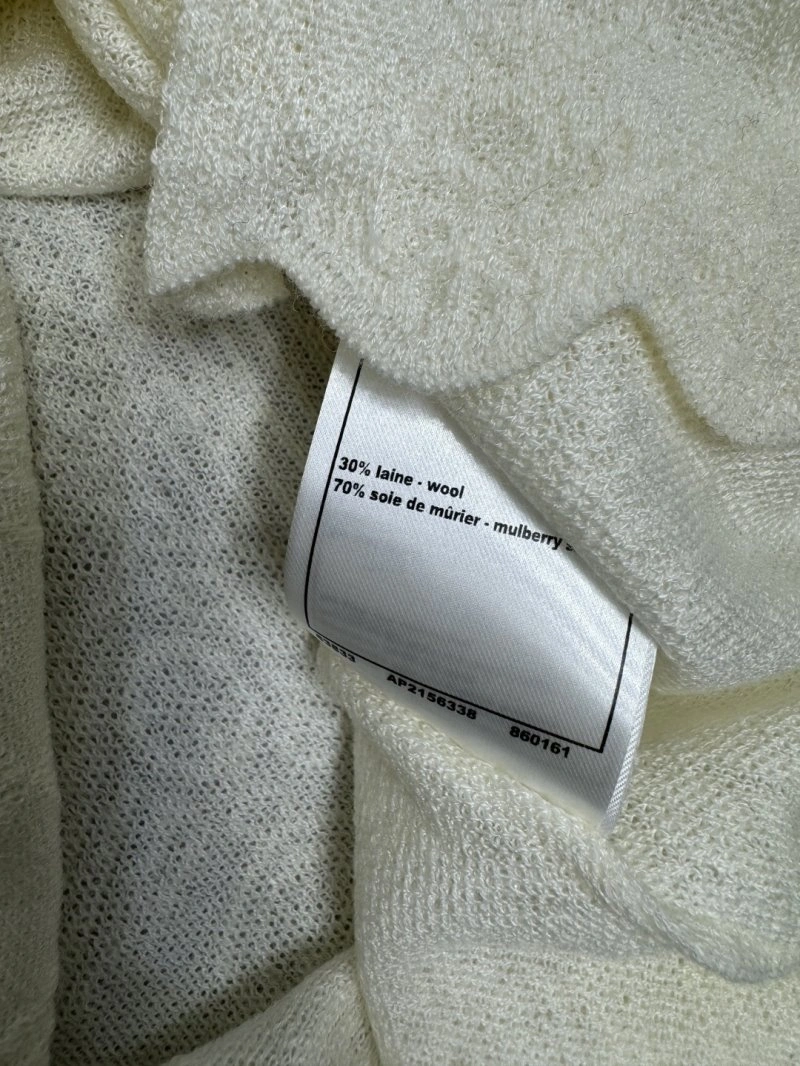 30% laine - wool
70% soie de mûrier - mulberry
AP2156338 860161